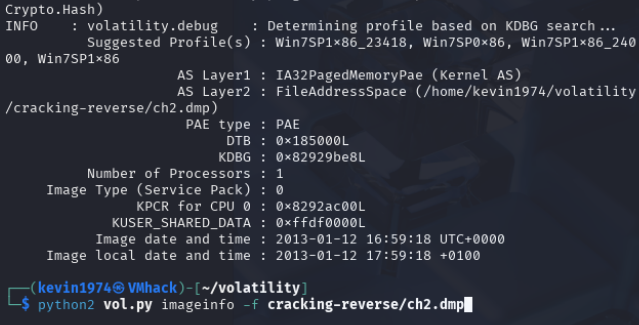 Crypto.Hash)
INFO    : volatility.debug    : Determining profile based on KDBG search...
Suggested Profile(s) : Win7SP1x86_23418, Win7SP0x86, Win7SP1x86_240
00, Win7SP1x86
AS Layer1 : IA32PagedMemoryPae (Kernel AS)
AS Layer2 : FileAddressSpace (/home/kevin1974/volatility
/cracking-reverse/ch2.dmp)
PAE type : PAE
DTB : 0x185000L
KDBG : 0x82929be8L
Number of Processors : 1
Image Type (Service Pack) : 0
KPCR for CPU 0 : 0x8292ac00L
KUSER_SHARED_DATA : 0xffdf0000L
Image date and time : 2013-01-12 16:59:18 UTC+0000
Image local date and time : 2013-01-12 17:59:18 +0100
┌──(kevin1974㉿VMhack)-[~/volatility]
└─$ python2 vol.py imageinfo -f cracking-reverse/ch2.dmp